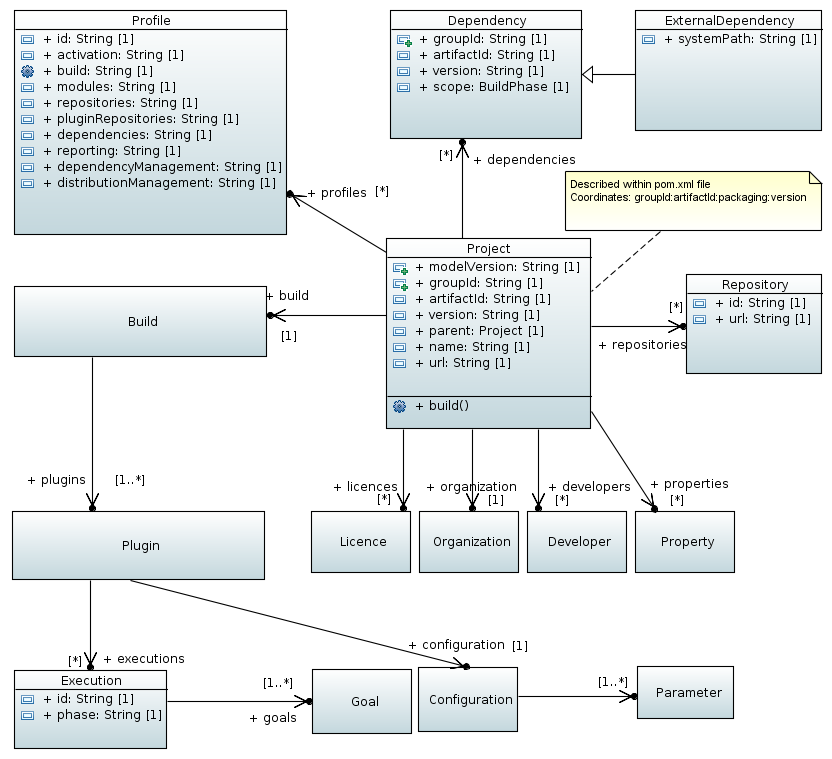 Profile
+ id: String [1]
+ activation: String [1]
+ build: String [1]
+ modules: String [1]
+ repositories: String [1]
+ pluginRepositories: String [1]
+ dependencies: String [1]
+ reporting: String [1]
+ dependencyManagement: String [1]
+ distributionManagement: String [1]
Dependency
+ groupId: String [1]
+ artifactId: String [1]
+ version: String [1]
+ scope: BuildPhase [1]
ExternalDependency
+ systemPath: String [1]
[*]
+ dependencies
+ profiles [*]
Described within pom.xml file
Coordinates: groupId:artifactId:packaging:version
Project
+ modelVersion: String [1]
+ groupId: String [1]
+ artifactId: String [1]
+ version: String [1]
+ parent: Project [1]
+ name: String [1]
+ url: String [1]
+ build()
Repository
+ id: String [1]
+ url: String [1]
[*]
+ repositories
+ build
[1]
Build
+ plugins [1..*]
+ licences
[*]
+ organization
[1]
+ developers
[*]
+ properties
[*]
Plugin
Licence
Organization
Developer
Property
[*] + executions
+ configuration [1]
Execution
+ id: String [1]
+ phase: String [1]
[1..*]
+ goals
Goal
Configuration
[1..*]
Parameter